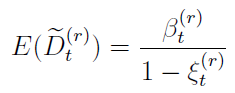 $E(\widetilde{D}_t^{(r)}) = \frac{\beta_t^{(r)}}{1 - \xi_t^{(r)}}$